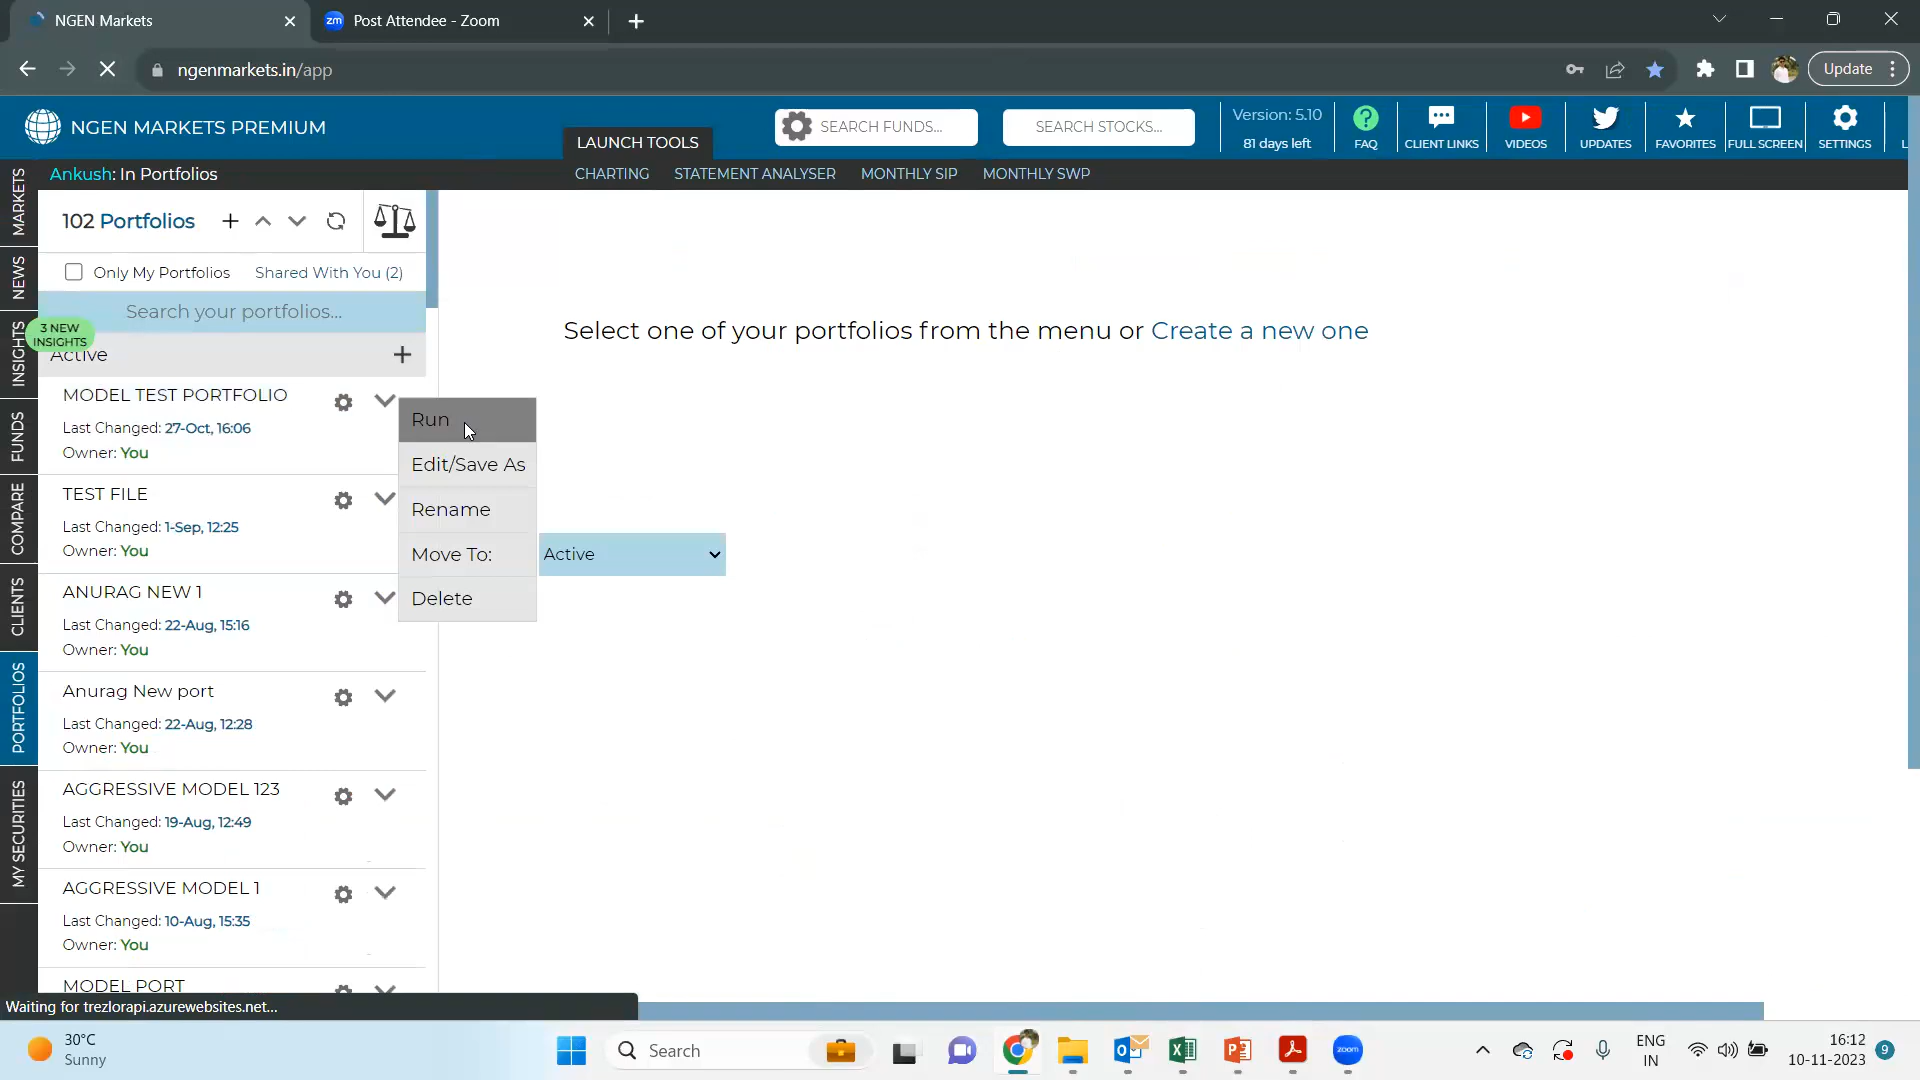 NGEN Markets
Post Attendee - Zoom
ngenmarkets.in/app
Update
NGEN MARKETS PREMIUM
LAUNCH TOOLS
SEARCH FUNDS...
SEARCH STOCKS...
Version: 5.10
81 days left
FAQ
CLIENT LINKS
VIDEOS
UPDATES
FAVORITES
FULL SCREEN
SETTINGS
Ankush: In Portfolios
CHARTING
STATEMENT ANALYSER
MONTHLY SIP
MONTHLY SWP
MARKETS
NEWS
INSIGHTS
FUNDS
COMPARE
CLIENTS
PORTFOLIOS
MY SECURITIES
3 NEW
INSIGHTS
102 Portfolios
Only My Portfolios
Shared With You (2)
Search your portfolios...
Active
MODEL TEST PORTFOLIO
Last Changed: 27-Oct, 16:06
Owner: You
TEST FILE
Last Changed: 1-Sep, 12:25
Owner: You
ANURAG NEW 1
Last Changed: 22-Aug, 15:16
Owner: You
Anurag New port
Last Changed: 22-Aug, 12:28
Owner: You
AGGRESSIVE MODEL 123
Last Changed: 19-Aug, 12:49
Owner: You
AGGRESSIVE MODEL 1
Last Changed: 10-Aug, 15:35
Owner: You
MODEL PORT
Run
Edit/Save As
Rename
Move To:
Active
Delete
Select one of your portfolios from the menu or Create a new one
Waiting for trezlorapi.azurewebsites.net...
30°C
Sunny
Search
zoom
ENG
IN
16:12
10-11-2023
9